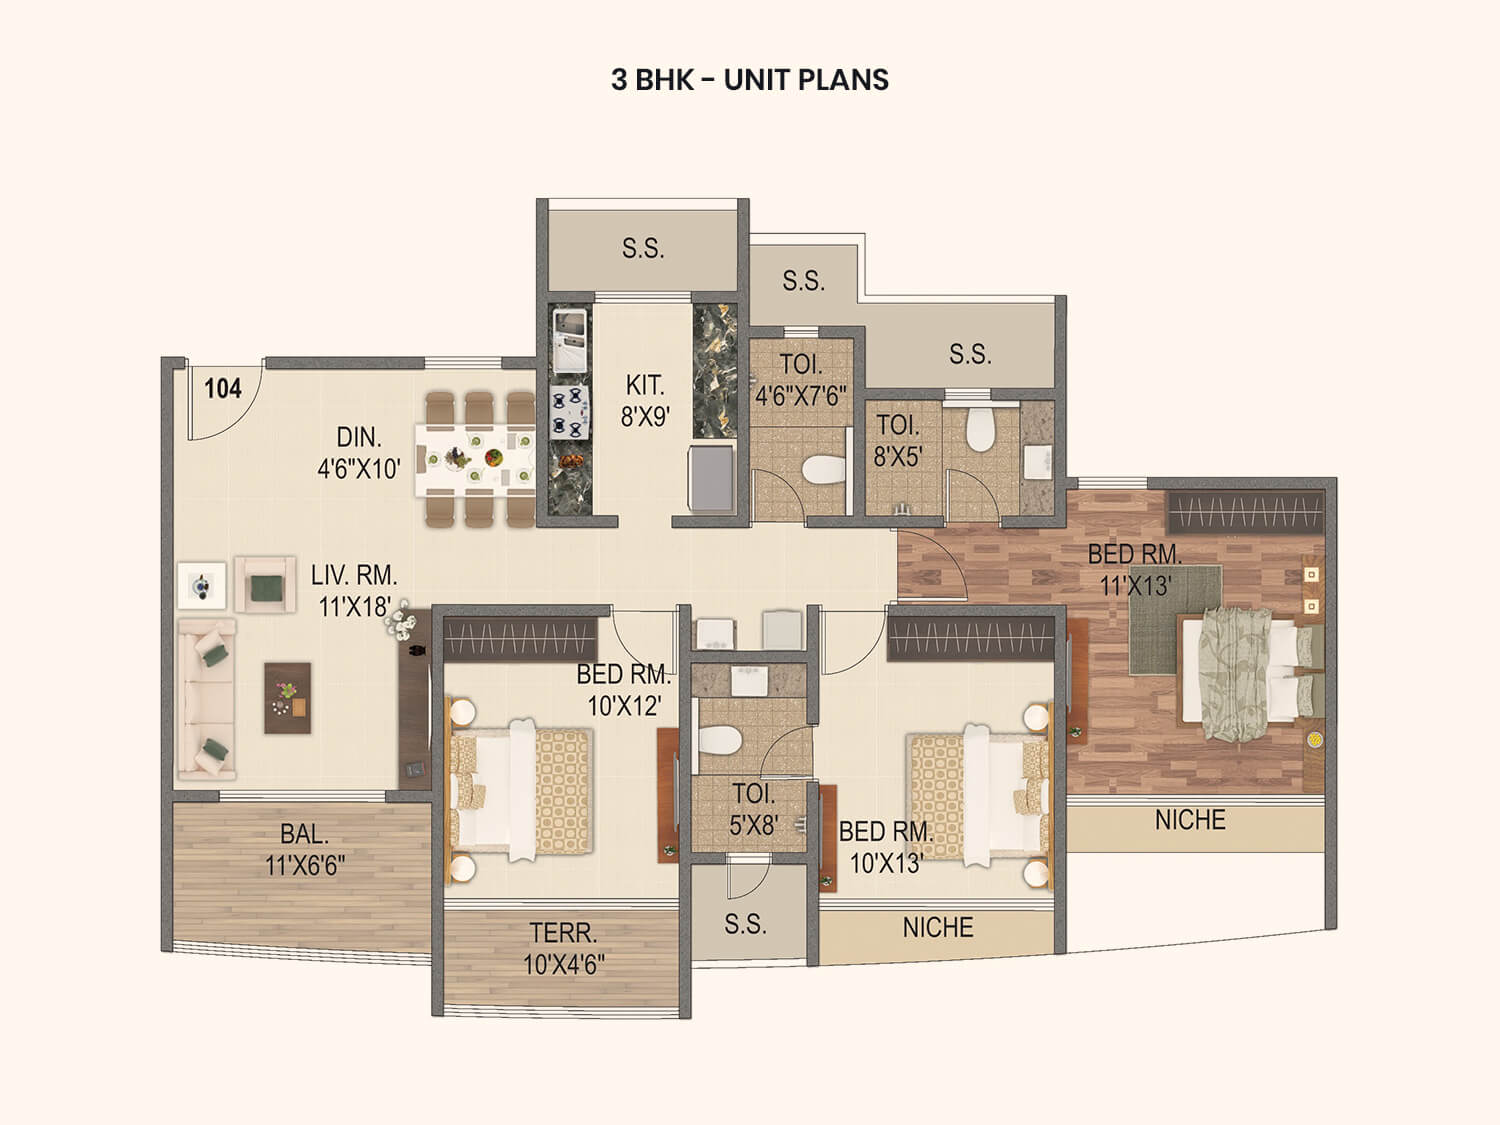 3 BHK - UNIT PLANS
S.S.
S.S.
S.S.
104
DIN.
4'6"X10'
KIT.
8'X9'
TOI.
4'6"X7'6"
TOI.
8'X5'
LIV. RM.
11'X18'
BED RM.
11'X13'
BED RM.
10'X12'
TOI.
5'X8'
BED RM.
10'X13'
NICHE
BAL.
11'X6'6"
TERR.
10'X4'6"
S.S.
NICHE